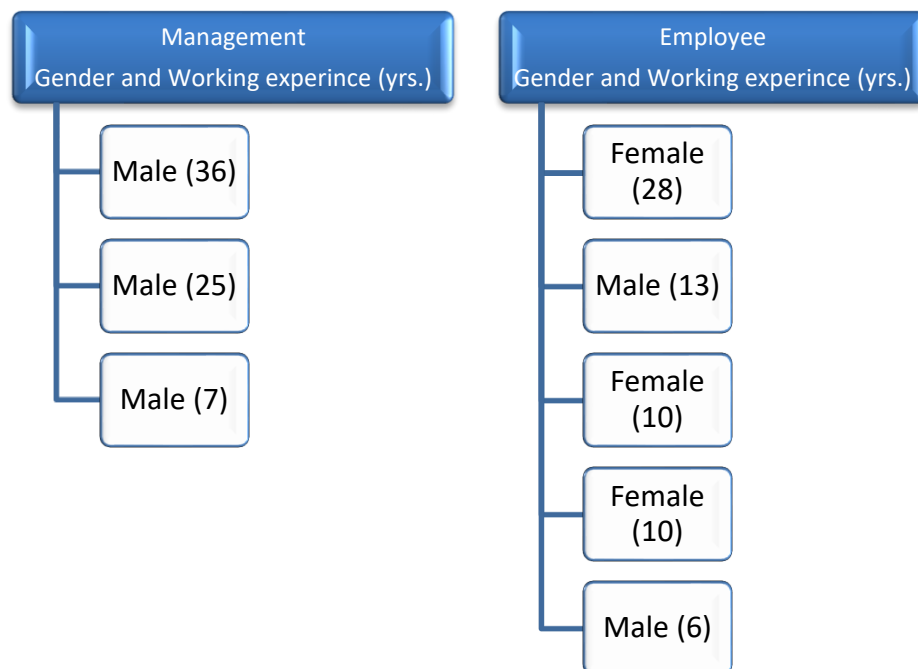 Management
Gender and Working experince (yrs.)
Male (36)
Male (25)
Male (7)
Employee
Gender and Working experince (yrs.)
Female
(28)
Male (13)
Female
(10)
Female
(10)
Male (6)